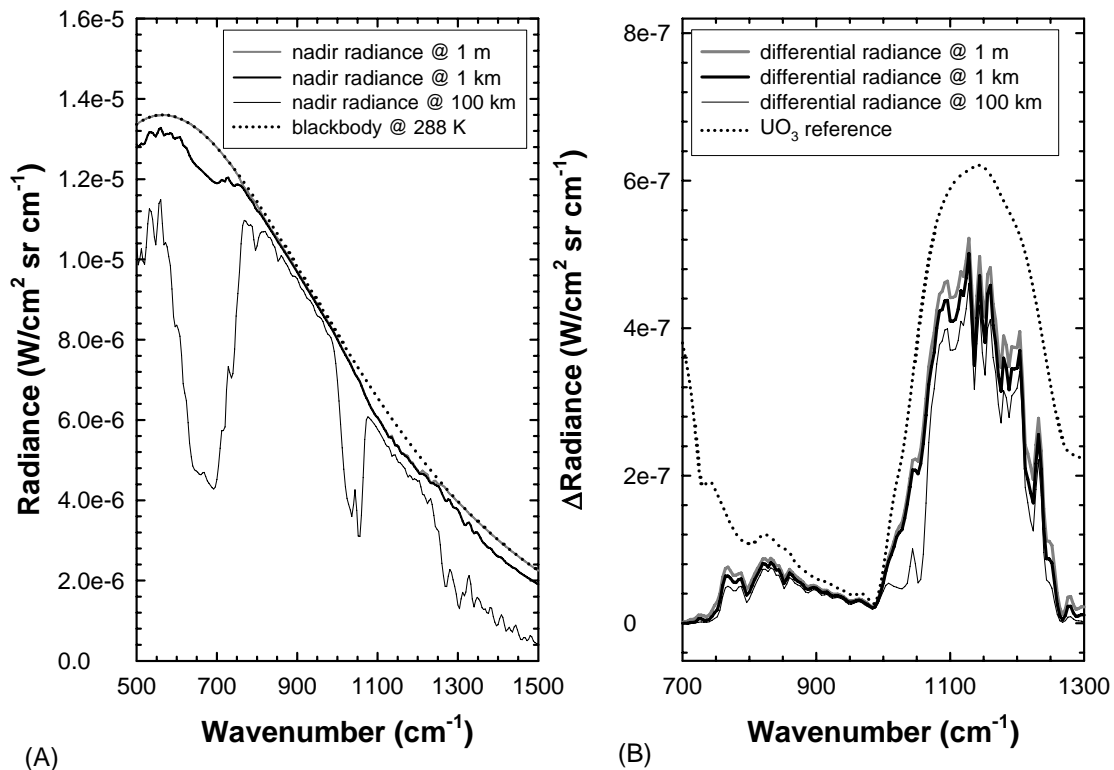 1.6e-5
1.4e-5
1.2e-5
1.0e-5
8.0e-6
6.0e-6
4.0e-6
2.0e-6
0.0
Radiance (W/cm² sr cm⁻¹)
nadir radiance @ 1 m
nadir radiance @ 1 km
nadir radiance @ 100 km
blackbody @ 288 K
500 700 900 1100 1300 1500
Wavenumber (cm⁻¹)
(A)
8e-7
6e-7
4e-7
2e-7
0
ΔRadiance (W/cm² sr cm⁻¹)
differential radiance @ 1 m
differential radiance @ 1 km
differential radiance @ 100 km
UO₃ reference
700 900 1100 1300
Wavenumber (cm⁻¹)
(B)